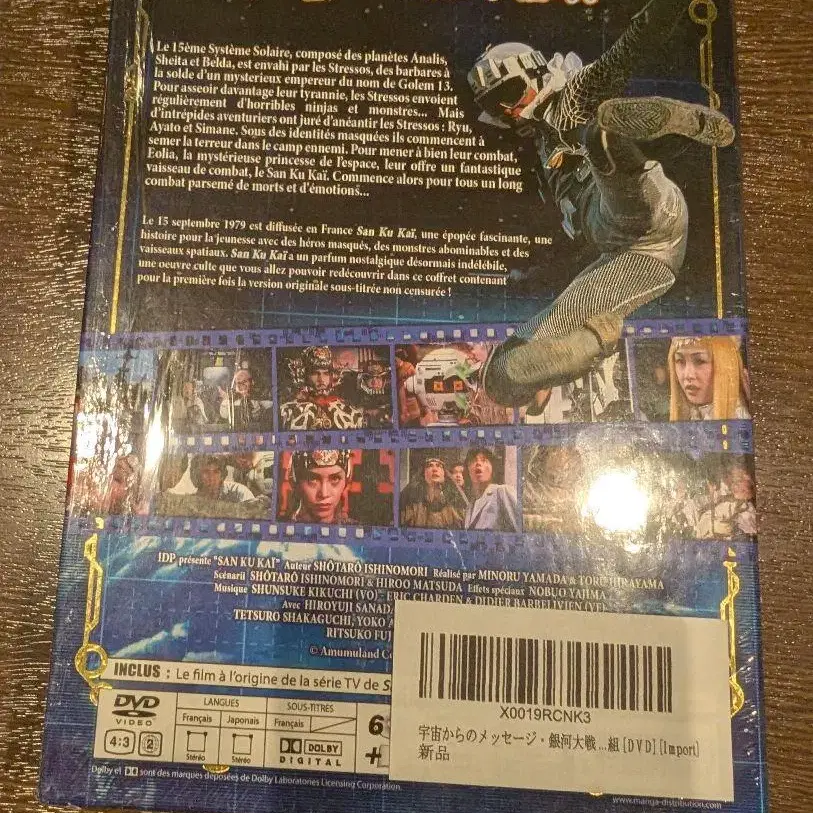 Le 15ème Système Solaire, composé des planètes Analis,
Sheita et Belda, est envahi par les Stressos, des barbares à
la solde d'un mysterieux empereur du nom de Golem 13.
Pour asseoir davantage leur tyrannie, les Stressos envoient
régulièrement d'horribles ninjas et monstres... Mais
d'intrépides aventuriers ont juré d'anéantir les Stressos : Ryu,
Ayato et Simane. Sous des identités masquées ils commencent à
semer la terreur dans le camp ennemi. Pour mener à bien leur combat,
Eolia, la mystérieuse princesse de l'espace, leur offre un fantastique
vaisseau de combat, le San Ku Kaï. Commence alors pour tous un long
combat parsemé de morts et d'émotions...
Le 15 septembre 1979 est diffusée en France San Ku Kaï, une épopée fascinante, une
histoire pour la jeunesse avec des héros masqués, des monstres abominables et des
vaisseaux spatiaux. San Ku Kaï a un parfum nostalgique désormais indélébile,
une oeuvre culte que vous allez pouvoir redécouvrir dans ce coffret contenant
pour la première fois la version originale sous-titrée non censurée !
IDP présente "SAN KU KAÏ" Auteur SHÔTARÔ ISHINOMORI Réalisé par MINORU YAMADA & TORU HIRAYAMA
Scénarii SHÔTARÔ ISHINOMORI & HIROO MATSUDA Effets spéciaux NOBUO YAJIMA
Musique SHUNSUKE KIKUCHI (VO) - ERIC CHARDEN & DIDIER BARBELIVIEN (VF)
Avec HIROYUJI SANADA,
TETSURO SHAKAGUCHI, YOKO
RITSUKO
© Amumuland
INCLUS : Le film à l'origine de la série TV de
DVD VIDEO
LANGUES SOUS-TITRES
Français Japonais Français
4:3 2
Stéréo Stéréo
DOLBY DIGITAL
6
+
X0019RCNK3
宇宙からのメッセージ・銀河大戦 ...組 [DVD] [Import]
新品
Dolby et sont des marques déposées de Dolby Laboratories Licensing Corporation.
www.manga-distribution.com